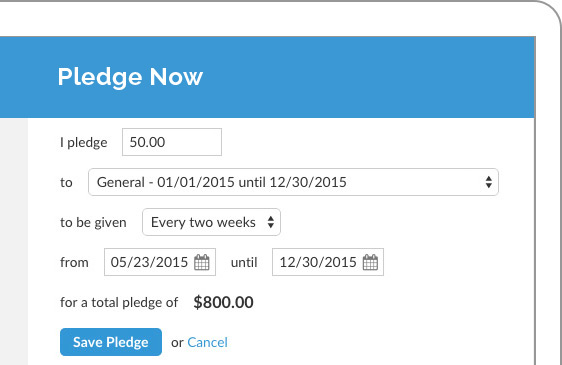 Pledge Now
I pledge 50.00
to General - 01/01/2015 until 12/30/2015
to be given Every two weeks
from 05/23/2015 until 12/30/2015
for a total pledge of $800.00
Save Pledge or Cancel